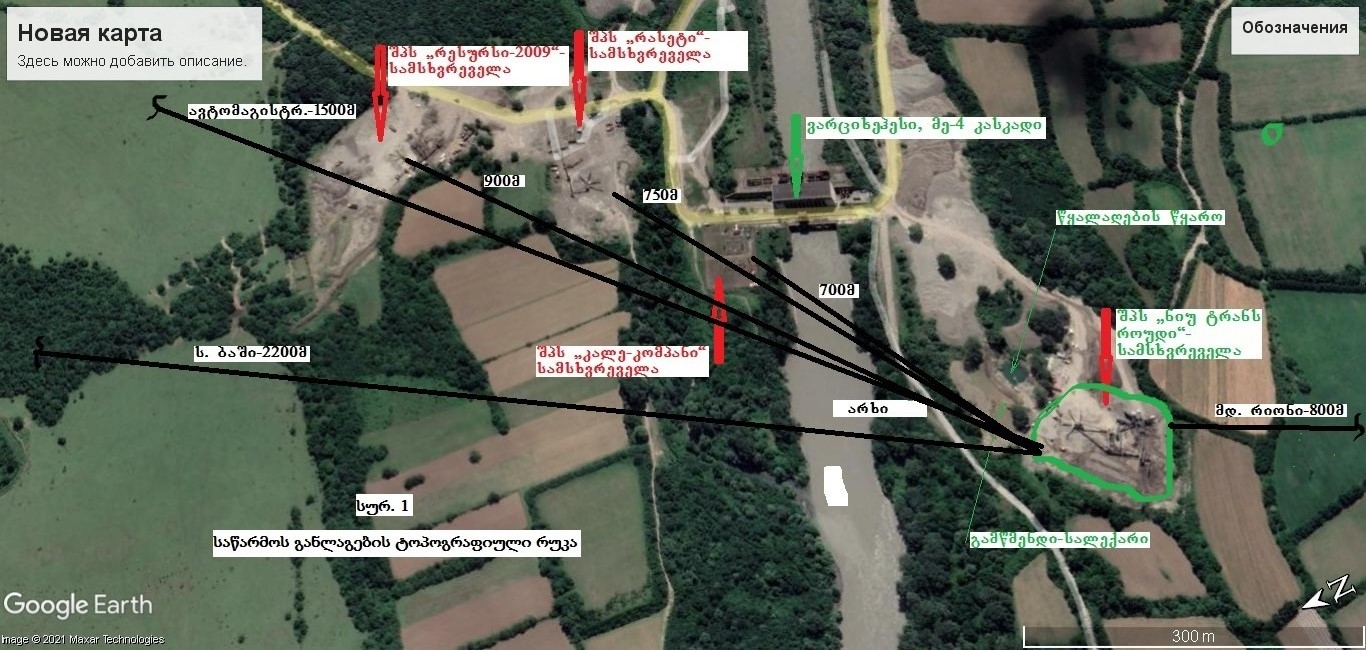 Новая карта
Здесь можно добавить описание.
Обозначения
შპს „რესურსი-2009“-
სამსხვრეველა
შპს „რასეტი“-
სამსხვრეველა
ავტომაგისტრ.-1500მ
ვარციხეჰესი, მე-4 კასკადი
900მ
750მ
წყალაღების წყარო
700მ
შპს „ნიუ ტრანს
როუდი“-
სამსხვრეველა
ს. ბაში-2200მ
შპს „კალე-კომპანი“
სამსხვრეველა
არხი
მდ. რიონი-800მ
სურ. 1
საწარმოს განლაგების ტოპოგრაფიული რუკა
გამწმენდი-სალექარი
Google Earth
Image © 2021 Maxar Technologies
N
300 m